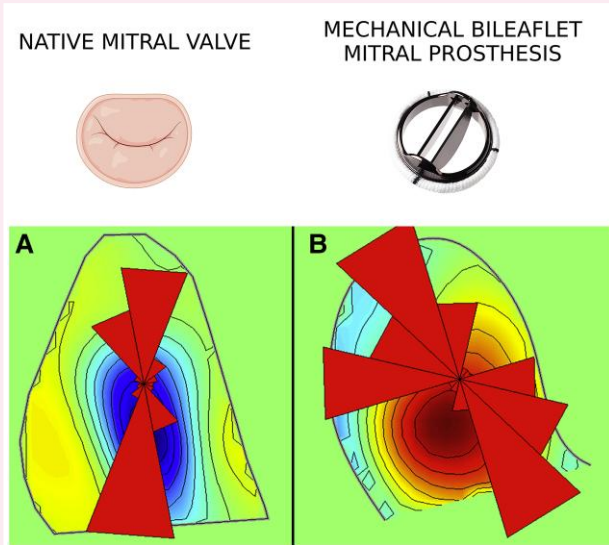 NATIVE MITRAL VALVE
MECHANICAL BILEAFLET
MITRAL PROSTHESIS
A
B